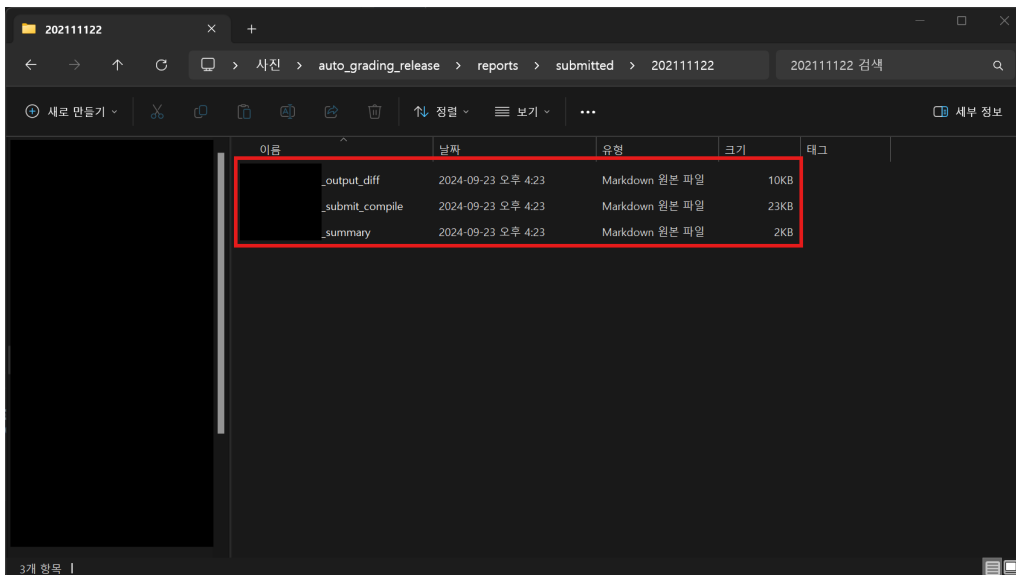 202111122
사진 > auto_grading_release > reports > submitted > 202111122
202111122 검색
새로 만들기
정렬
보기
세부 정보
이름 날짜 유형 크기 태그
_output_diff 2024-09-23 오후 4:23 Markdown 원본 파일 10KB
_submit_compile 2024-09-23 오후 4:23 Markdown 원본 파일 23KB
_summary 2024-09-23 오후 4:23 Markdown 원본 파일 2KB
3개 항목